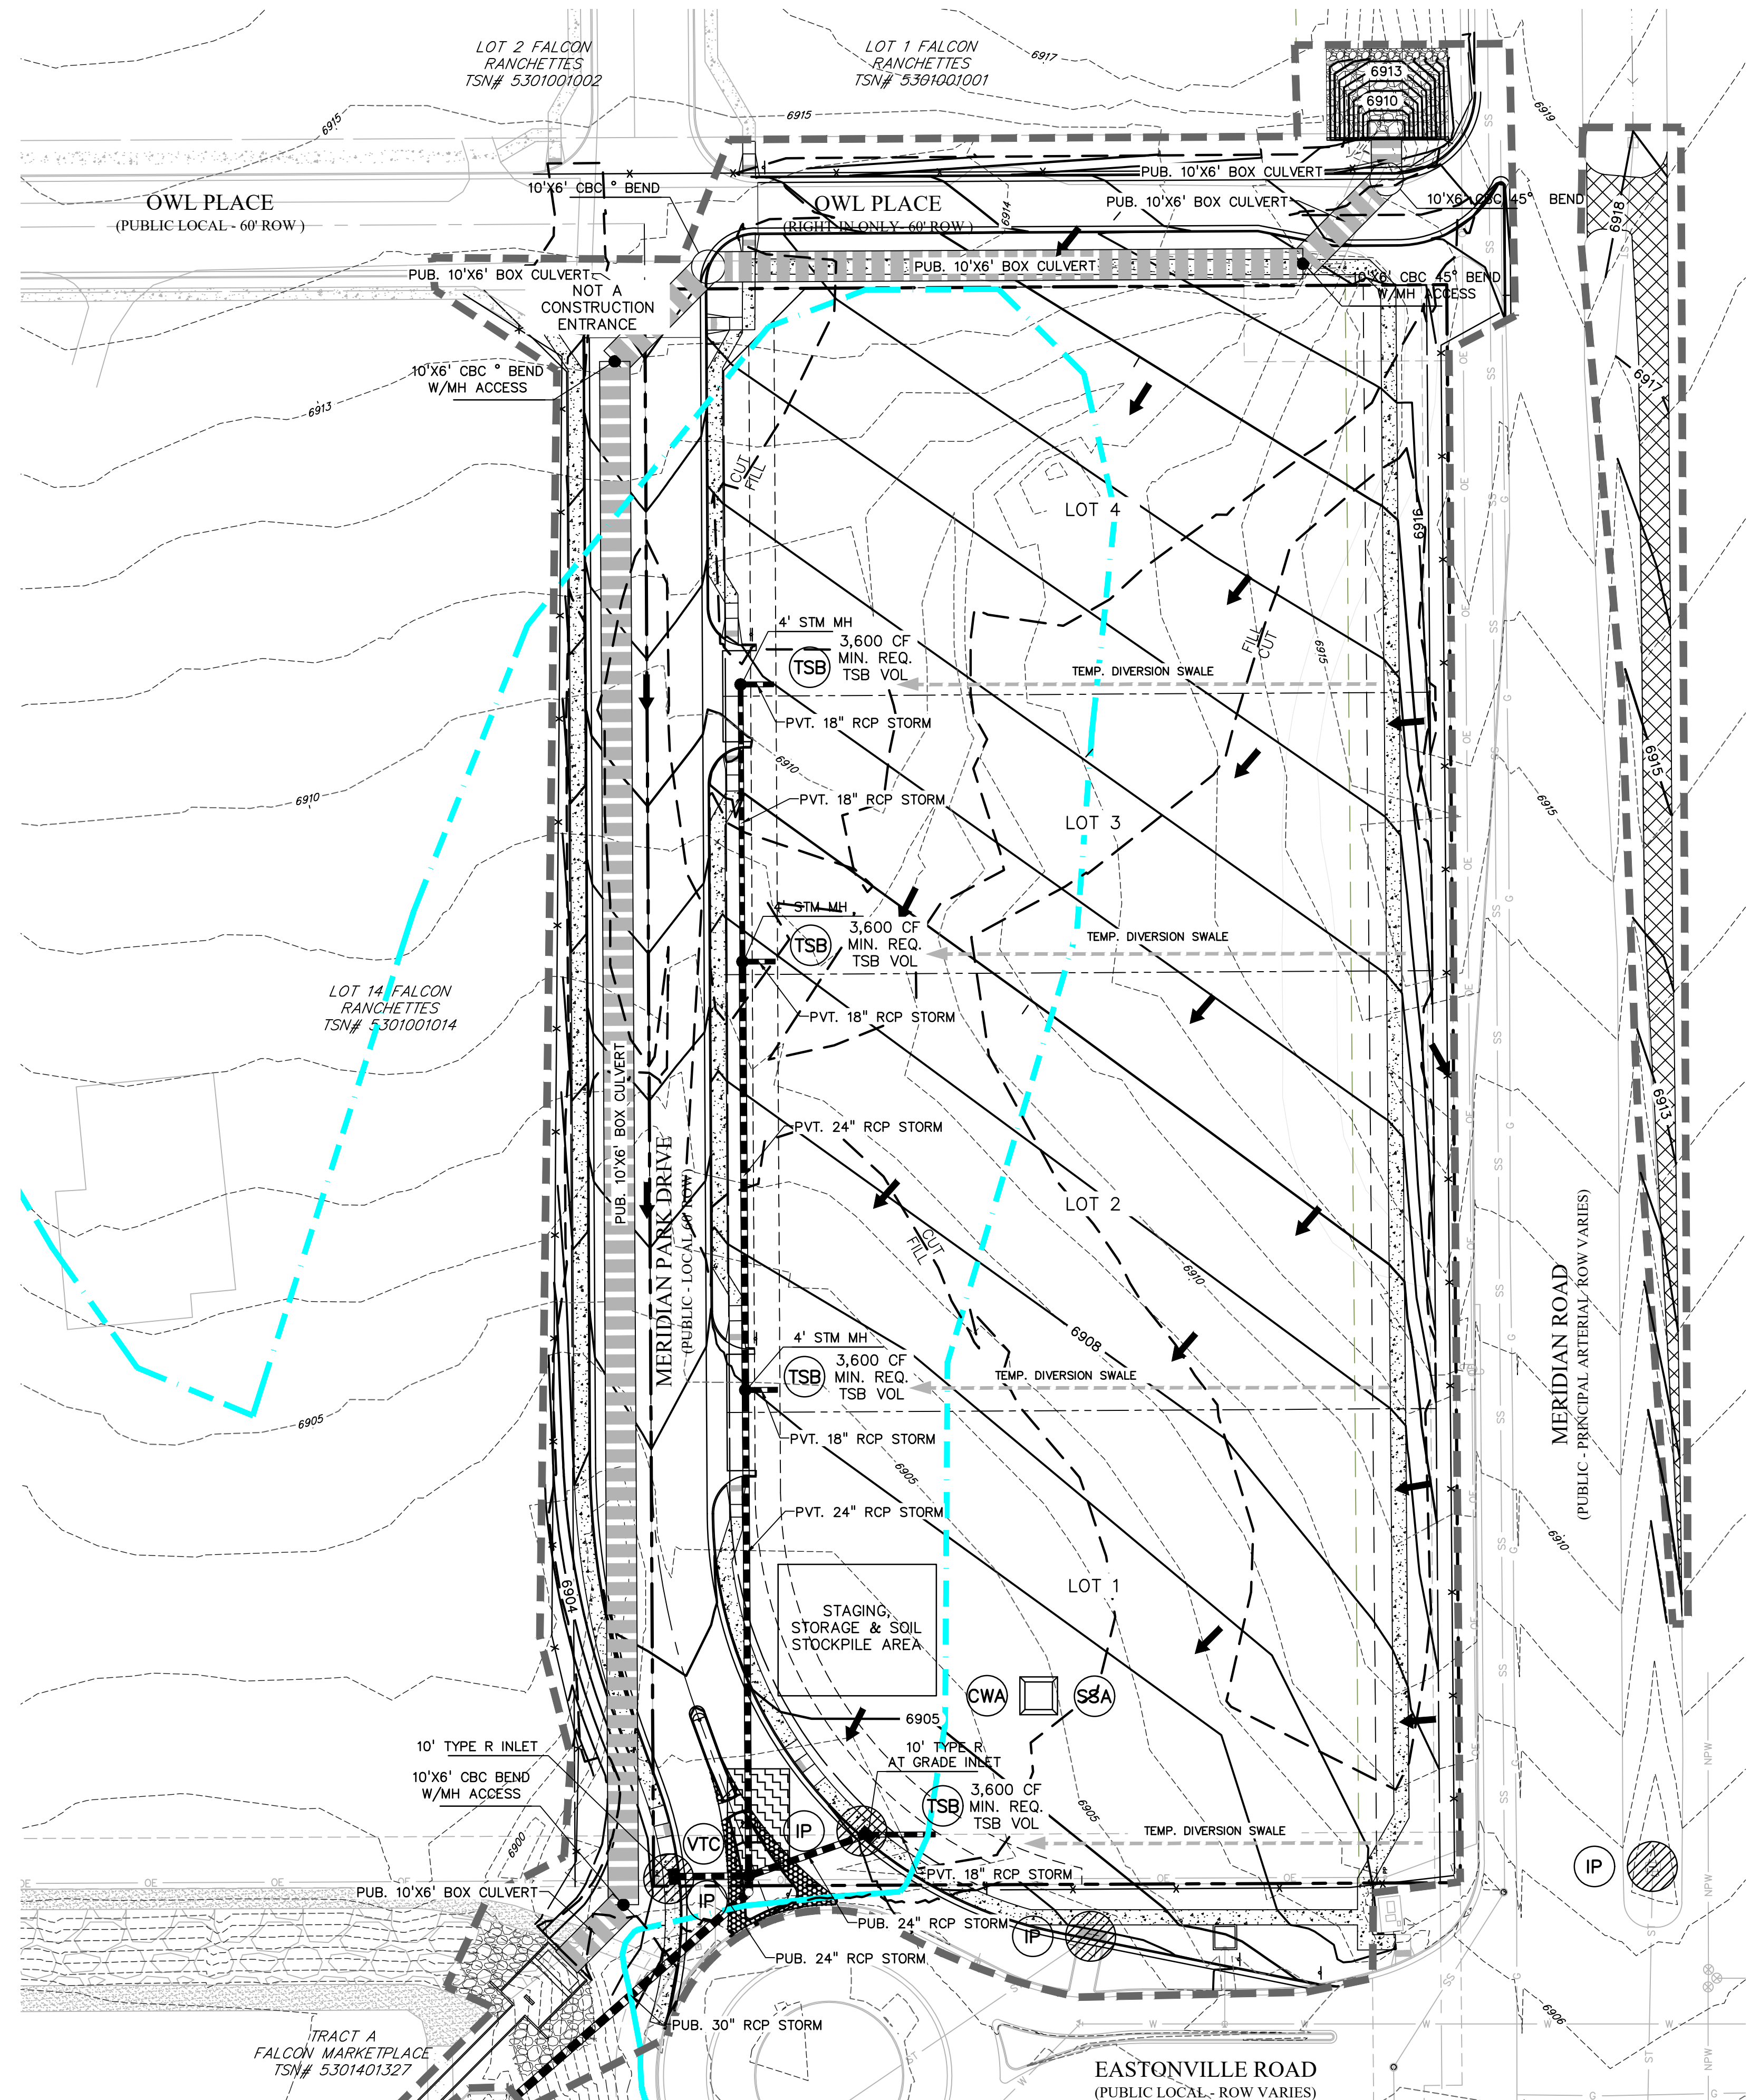 LOT 2 FALCON
RANCHETTES
TSN# 5301001002
LOT 1 FALCON
RANCHETTES
TSN# 5301001001
6917
6913
6910
6919
6915
6915
OWL PLACE
(PUBLIC LOCAL - 60' ROW )
10'X6' CBC ° BEND
OWL PLACE
(RIGHT-IN ONLY- 60' ROW )
6914
PUB. 10'X6' BOX CULVERT
PUB. 10'X6' BOX CULVERT
10'X6' CBC 45° BEND
6918
PUB. 10'X6' BOX CULVERT
NOT A
CONSTRUCTION
ENTRANCE
PUB. 10'X6' BOX CULVERT
10'X6' CBC 45° BEND
W/MH ACCESS
10'X6' CBC ° BEND
W/MH ACCESS
6917
6913
CUT
FILL
LOT 4
6916
4' STM MH
TSB
3,600 CF
MIN. REQ.
TSB VOL
FILL
CUT
6915
TEMP. DIVERSION SWALE
PVT. 18" RCP STORM
6910
6915
6910
PVT. 18" RCP STORM
LOT 3
6915
4' STM MH
TSB
3,600 CF
MIN. REQ.
TSB VOL
TEMP. DIVERSION SWALE
LOT 14 FALCON
RANCHETTES
TSN# 5301001014
PVT. 18" RCP STORM
PUB. 10'X6' BOX CULVERT
6913
PVT. 24" RCP STORM
MERIDIAN PARK DRIVE
(PUBLIC - LOCAL 60' ROW)
LOT 2
CUT
FILL
6910
MERIDIAN ROAD
(PUBLIC - PRINCIPAL ARTERIAL ROW VARIES)
6908
4' STM MH
TSB
3,600 CF
MIN. REQ.
TSB VOL
TEMP. DIVERSION SWALE
6905
PVT. 18" RCP STORM
6905
PVT. 24" RCP STORM
6910
6904
LOT 1
STAGING,
STORAGE & SOIL
STOCKPILE AREA
CWA
SSA
6905
10' TYPE R INLET
10' TYPE R
AT GRADE INLET
10'X6' CBC BEND
W/MH ACCESS
TSB
3,600 CF
MIN. REQ.
TSB VOL
6905
TEMP. DIVERSION SWALE
VTC
IP
6900
IP
PVT. 18" RCP STORM
PUB. 10'X6' BOX CULVERT
IP
PUB. 24" RCP STORM
IP
PUB. 24" RCP STORM
PUB. 30" RCP STORM
6906
TRACT A
FALCON MARKETPLACE
TSN# 5301401327
EASTONVILLE ROAD
(PUBLIC LOCAL - ROW VARIES)